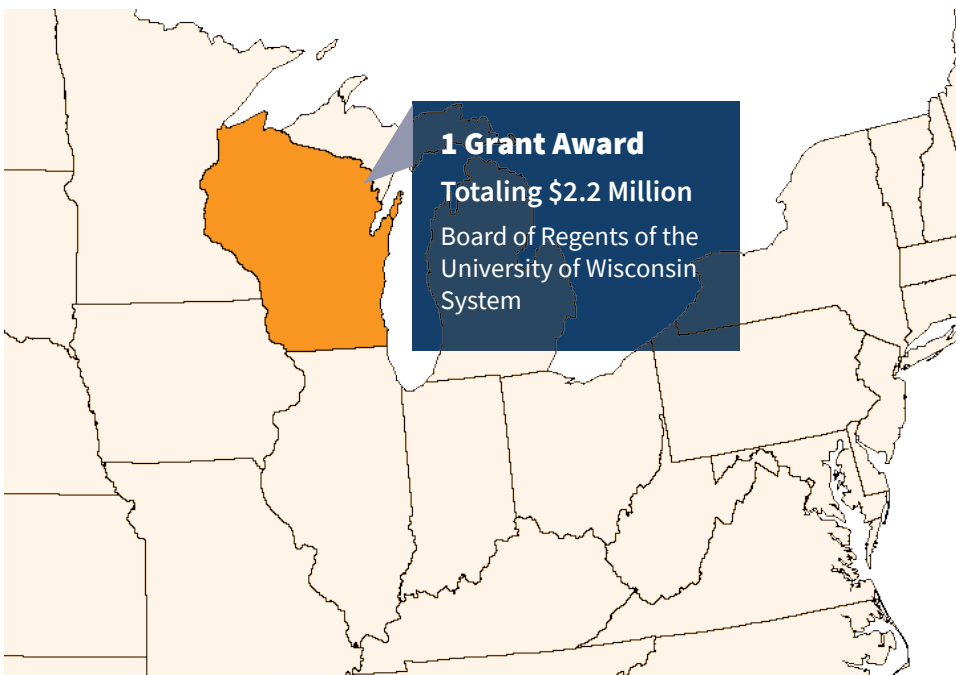 1 Grant Award
Totaling $2.2 Million
Board of Regents of the
University of Wisconsin
System